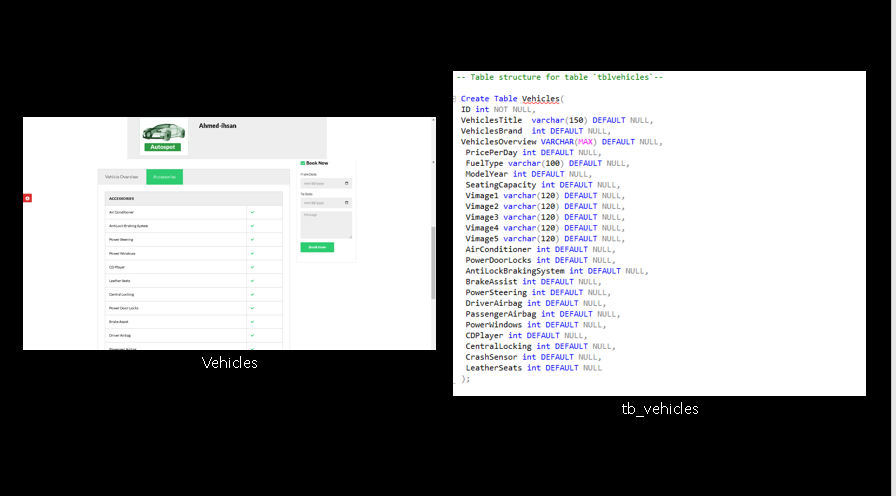 Ahmed-ihsan
Autospot
Book Now
From Date:
To Date:
Message
Book Now
Vehicle Overview
Accessories
ACCESSORIES
Air Conditioner
AntiLock Braking System
Power Steering
Power Windows
CD Player
Leather Seats
Central Locking
Power Door Locks
Brake Assist
Driver Airbag
Passenger Airbag
Vehicles
-- Table structure for table `tblvehicles`--
Create Table Vehicles(
ID int NOT NULL,
VehiclesTitle varchar(150) DEFAULT NULL,
VehiclesBrand int DEFAULT NULL,
VehiclesOverview VARCHAR(MAX) DEFAULT NULL,
PricePerDay int DEFAULT NULL,
FuelType varchar(100) DEFAULT NULL,
ModelYear int DEFAULT NULL,
SeatingCapacity int DEFAULT NULL,
Vimage1 varchar(120) DEFAULT NULL,
Vimage2 varchar(120) DEFAULT NULL,
Vimage3 varchar(120) DEFAULT NULL,
Vimage4 varchar(120) DEFAULT NULL,
Vimage5 varchar(120) DEFAULT NULL,
AirConditioner int DEFAULT NULL,
PowerDoorLocks int DEFAULT NULL,
AntiLockBrakingSystem int DEFAULT NULL,
BrakeAssist int DEFAULT NULL,
PowerSteering int DEFAULT NULL,
DriverAirbag int DEFAULT NULL,
PassengerAirbag int DEFAULT NULL,
PowerWindows int DEFAULT NULL,
CDPlayer int DEFAULT NULL,
CentralLocking int DEFAULT NULL,
CrashSensor int DEFAULT NULL,
LeatherSeats int DEFAULT NULL
);
tb_vehicles